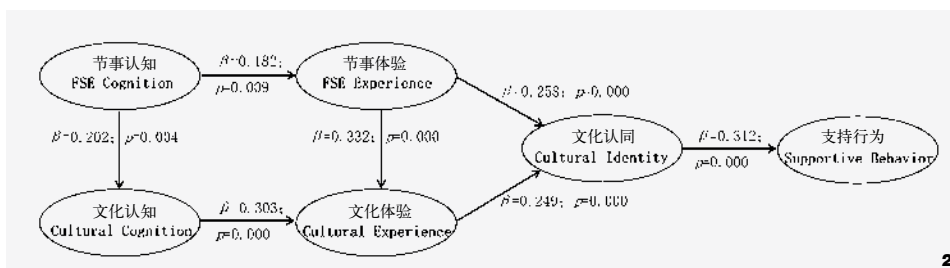 节事认知
FSE Cognition
β=0.182;
p=0.009
节事体验
FSE Experience
β=0.202; p=0.004
β=0.332; p=0.000
β=0.253; p=0.000
文化认同
Cultural Identity
β=0.312;
p=0.000
支持行为
Supportive Behavior
文化认知
Cultural Cognition
β=0.303;
p=0.000
文化体验
Cultural Experience
β=0.249; p=0.000
2